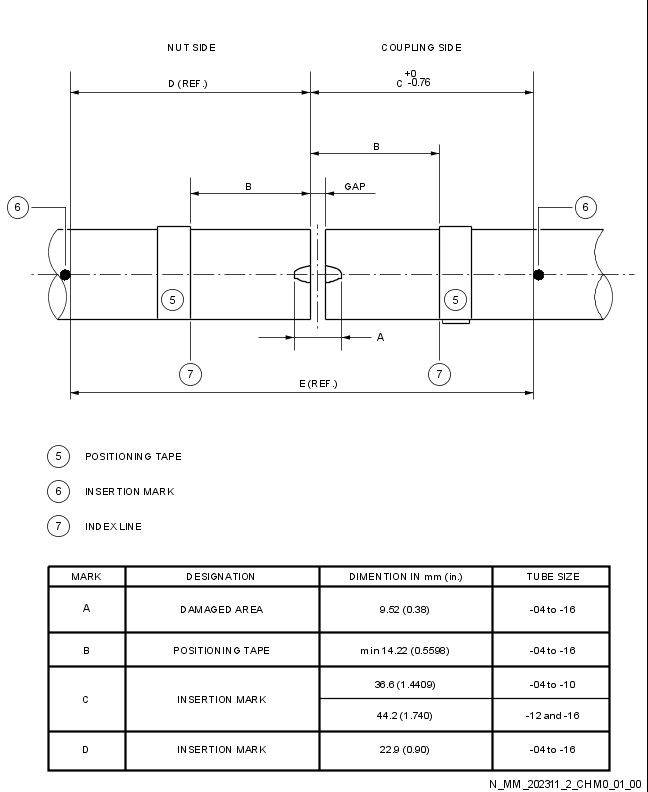 NUT SIDE COUPLING SIDE
D (REF.) C +0 -0.76
B
B GAP
6 6
5 5
A
7 7
E (REF.)
5 POSITIONING TAPE
6 INSERTION MARK
7 INDEX LINE
MARK DESIGNATION DIMENTION IN mm (in.) TUBE SIZE
A DAMAGED AREA 9.52 (0.38) -04 to -16
B POSITIONING TAPE min 14.22 (0.5598) -04 to -16
C INSERTION MARK 36.6 (1.4409) -04 to -10
44.2 (1.740) -12 and -16
D INSERTION MARK 22.9 (0.90) -04 to -16
N_MM_202311_2_CHM0_01_00